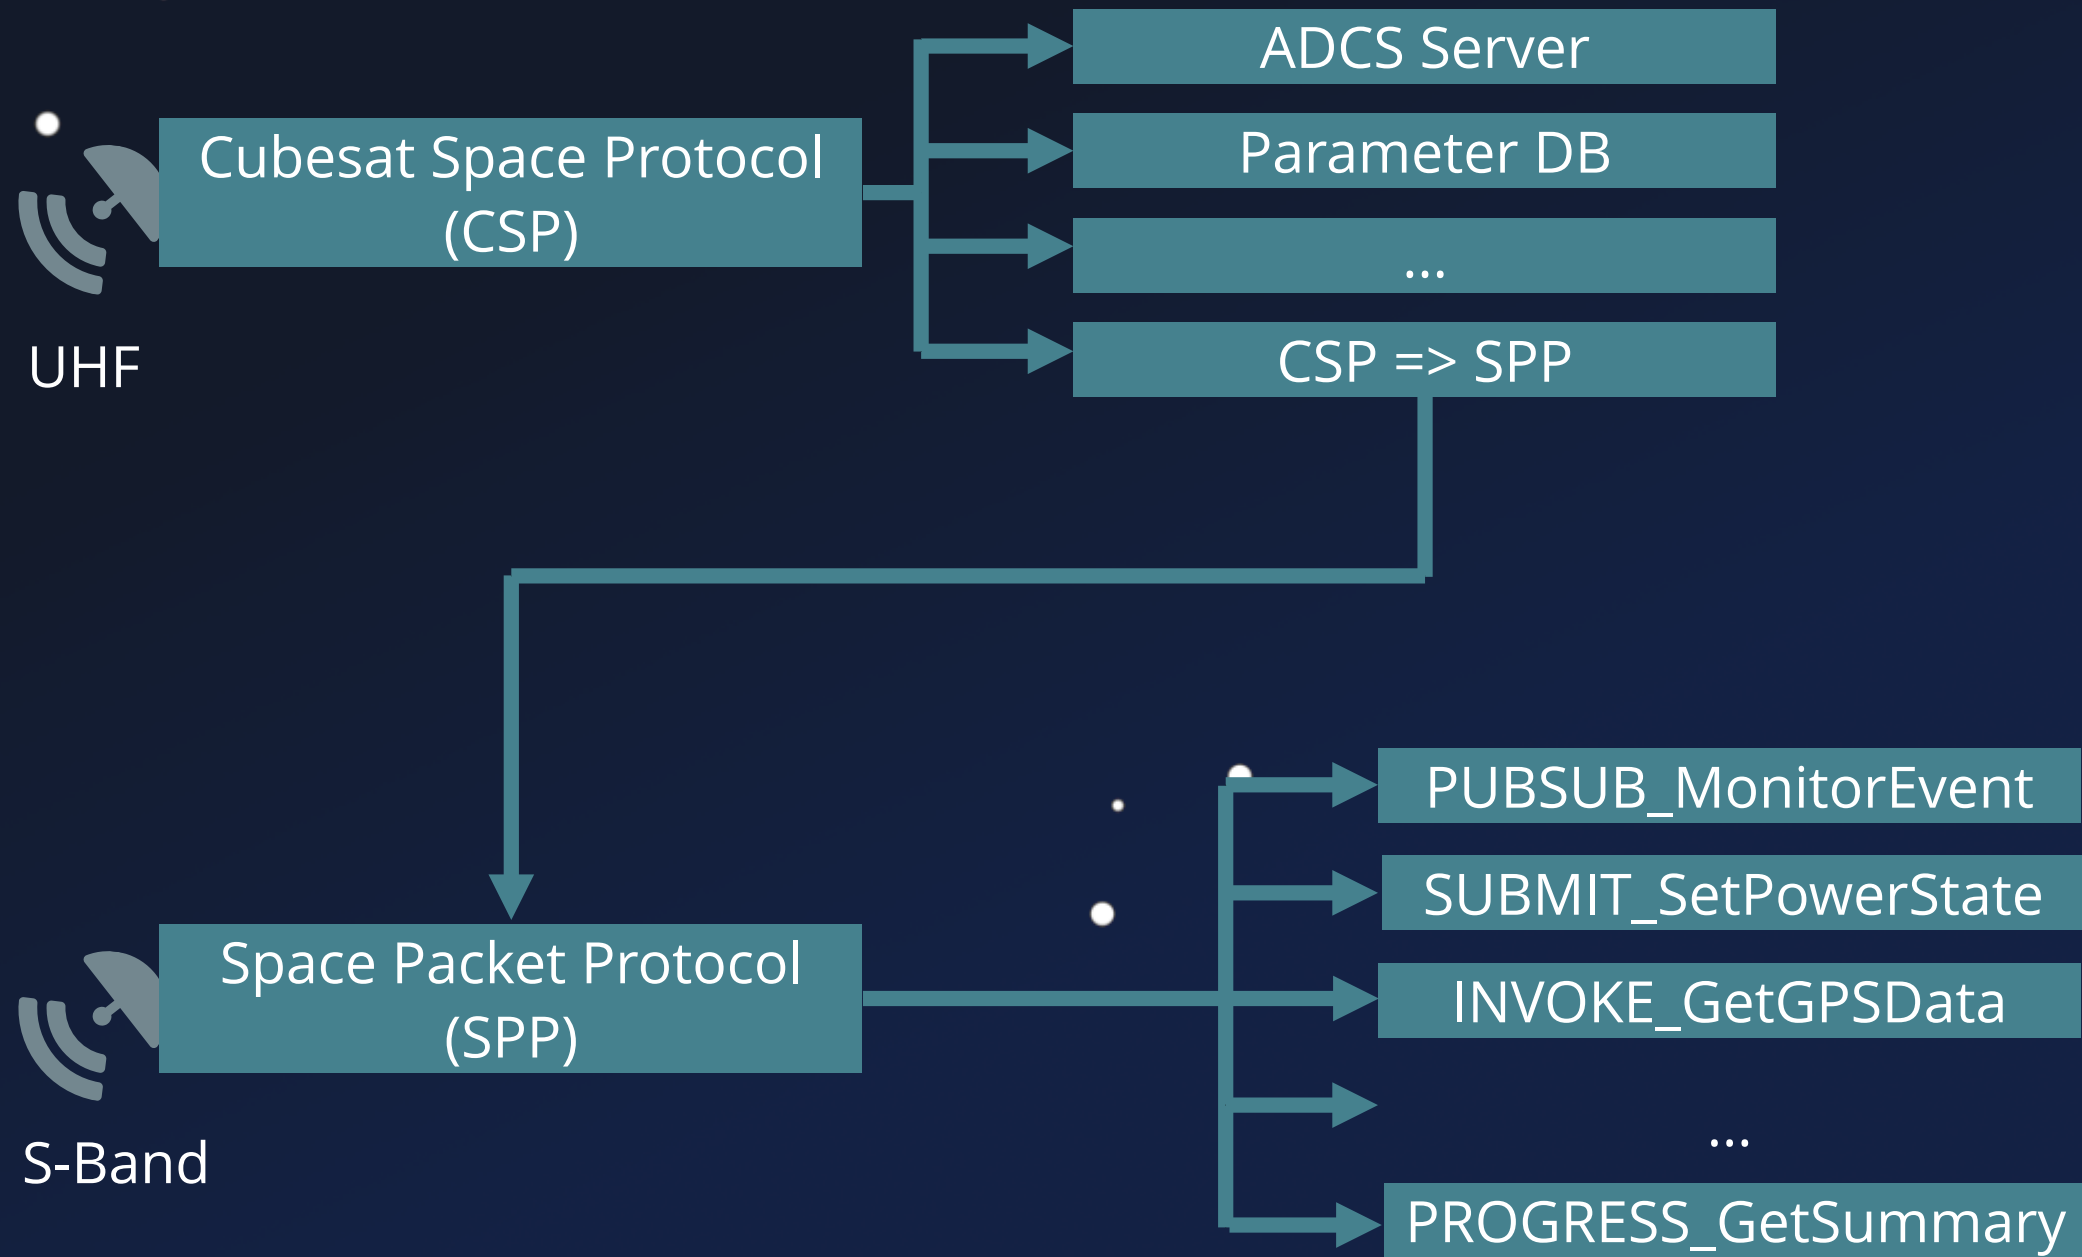 ADCS Server
Cubesat Space Protocol
(CSP)
Parameter DB
...
CSP => SPP
UHF
PUBSUB_MonitorEvent
SUBMIT_SetPowerState
Space Packet Protocol
(SPP)
INVOKE_GetGPSData
...
S-Band
PROGRESS_GetSummary